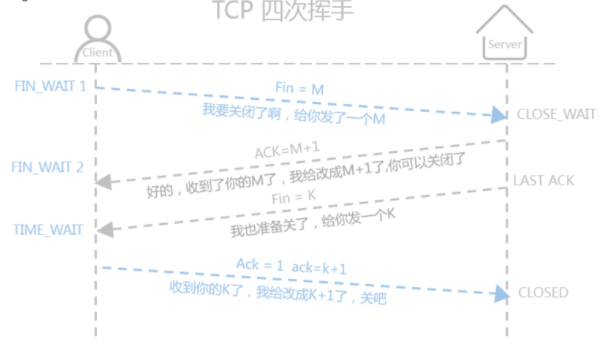 TCP 四次挥手
Client
Server
FIN_WAIT 1
Fin = M
我要关闭了啊，给你发了一个M
CLOSE_WAIT
ACK=M+1
FIN_WAIT 2
好的，收到了你的M了，我给改成M+1了,你可以关闭了
LAST ACK
Fin = K
TIME_WAIT
我也准备关了，给你发一个K
Ack = 1 ack=k+1
收到你的K了，我给改成K+1了，关吧
CLOSED